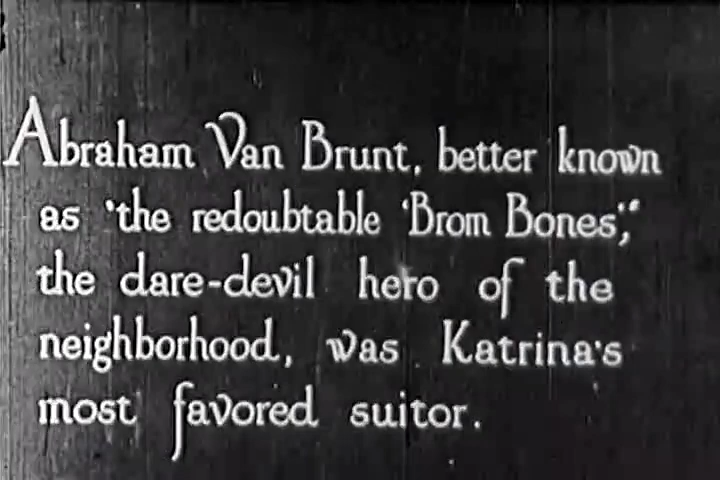 Abraham Van Brunt, better known
as "the redoubtable 'Brom Bones,'"
the dare-devil hero of the
neighborhood, was Katrina's
most favored suitor.